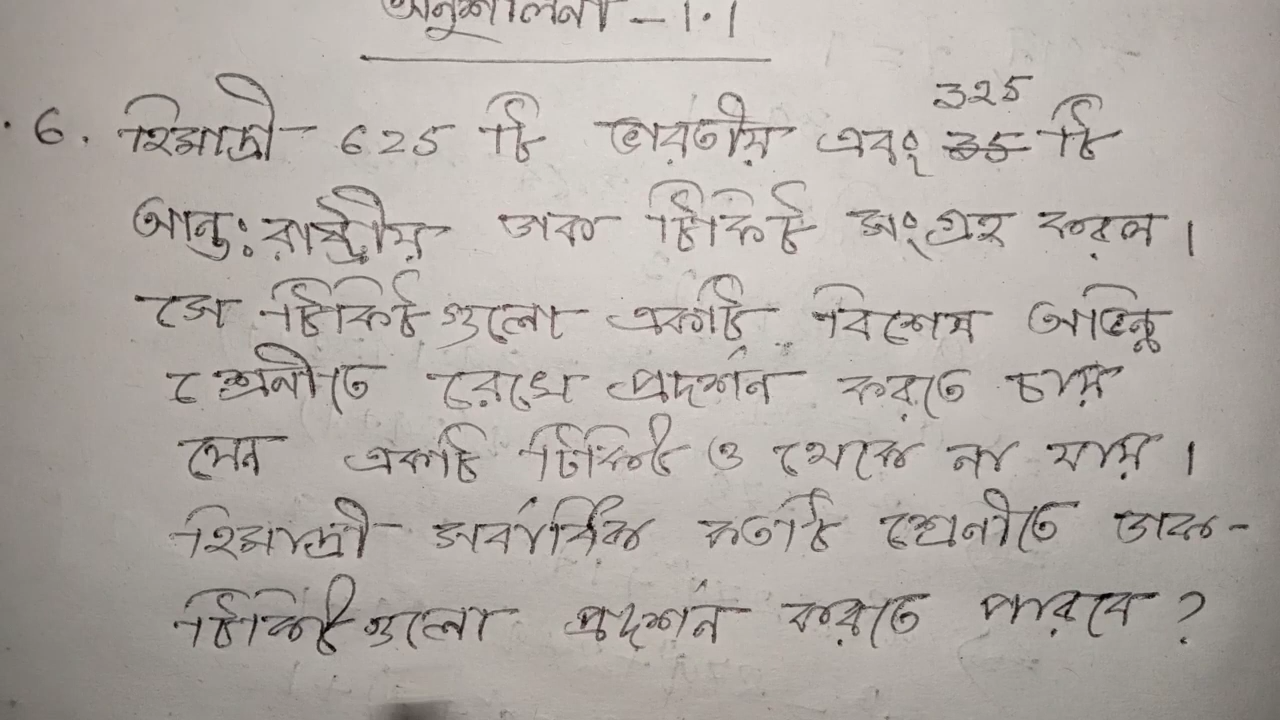 অনুশীলনী - 1.1
6. হিমাদ্রী 625 টি ভারতীয় এবং 325 টি
আন্তঃরাষ্ট্রীয় ডাক টিকিট সংগ্রহ করল।
সে টিকিটগুলো একটি বিশেষ অভিন্ন
শ্রেনীতে রেখে প্রদর্শন করতে চায়
যেন একটি টিকিট ও থেকে না যায়।
হিমাদ্রী সর্বাধিক কতটি শ্রেনীতে ডাক-
টিকিটগুলো প্রদর্শন করতে পারবে?